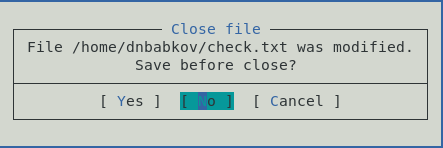 Close file
File /home/dnbabkov/check.txt was modified.
Save before close?
[ Yes ] [ No ] [ Cancel ]